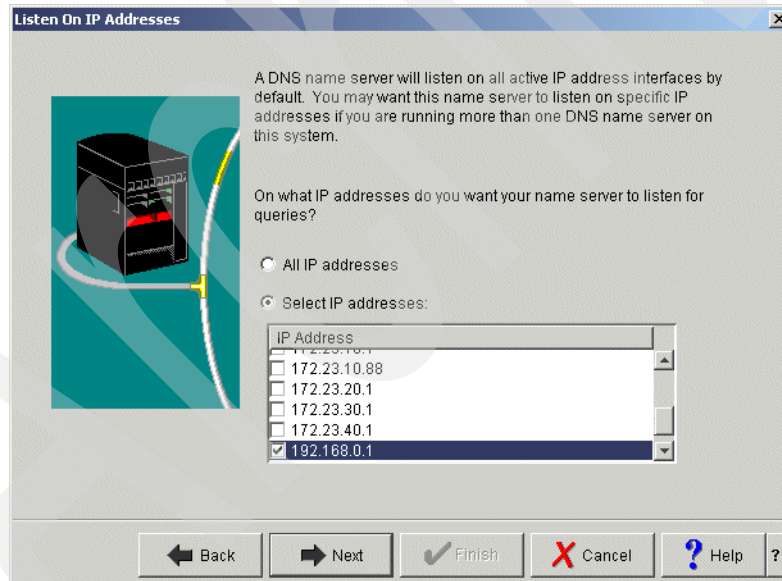 Listen On IP Addresses
A DNS name server will listen on all active IP address interfaces by
default. You may want this name server to listen on specific IP
addresses if you are running more than one DNS name server on
this system.
On what IP addresses do you want your name server to listen for
queries?
All IP addresses
Select IP addresses:
IP Address
172.23.10.88
172.23.20.1
172.23.30.1
172.23.40.1
192.168.0.1
Back
Next
Finish
Cancel
? Help
?